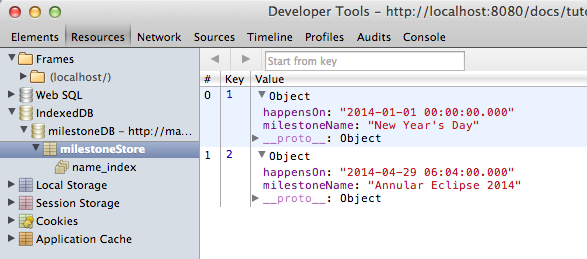 Developer Tools - http://localhost:8080/docs/tuto
Elements Resources Network Sources Timeline Profiles Audits Console
Frames
(localhost/)
Web SQL
IndexedDB
milestoneDB – http://ma...
milestoneStore
name_index
Local Storage
Session Storage
Cookies
Application Cache
Start from key
# Key Value
0 1 Object
happensOn: "2014-01-01 00:00:00.000"
milestoneName: "New Year's Day"
__proto__: Object
1 2 Object
happensOn: "2014-04-29 06:04:00.000"
milestoneName: "Annular Eclipse 2014"
__proto__: Object